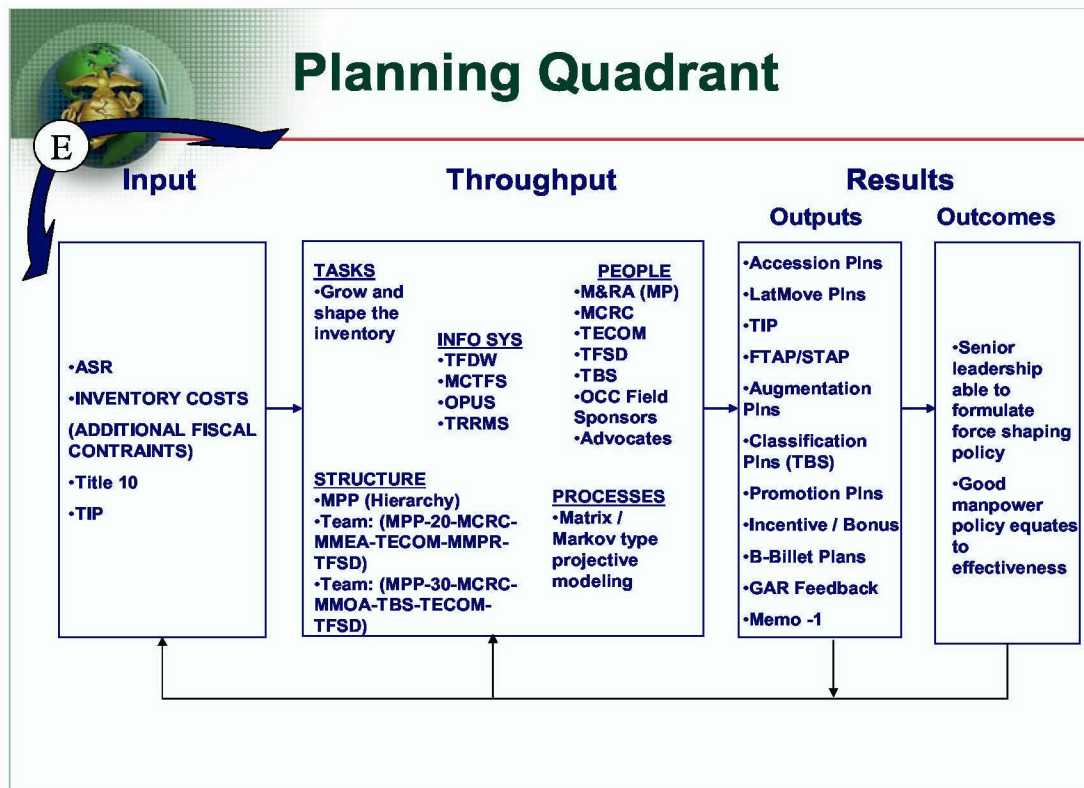 Planning Quadrant
E
Input
Throughput
Results
Outputs
Outcomes
•ASR
•INVENTORY COSTS
(ADDITIONAL FISCAL
CONTRAINTS)
•Title 10
•TIP
TASKS
•Grow and
shape the
inventory
INFO SYS
•TFDW
•MCTFS
•OPUS
•TRRMS
PEOPLE
•M&RA (MP)
•MCRC
•TECOM
•TFSD
•TBS
•OCC Field
Sponsors
•Advocates
STRUCTURE
•MPP (Hierarchy)
•Team: (MPP-20-MCRC-
MMEA-TECOM-MMPR-
TFSD)
•Team: (MPP-30-MCRC-
MMOA-TBS-TECOM-
TFSD)
PROCESSES
•Matrix /
Markov type
projective
modeling
•Accession Plns
•LatMove Plns
•TIP
•FTAP/STAP
•Augmentation
Plns
•Classification
Plns (TBS)
•Promotion Plns
•Incentive / Bonus
•B-Billet Plans
•GAR Feedback
•Memo -1
•Senior
leadership
able to
formulate
force shaping
policy
•Good
manpower
policy equates
to
effectiveness